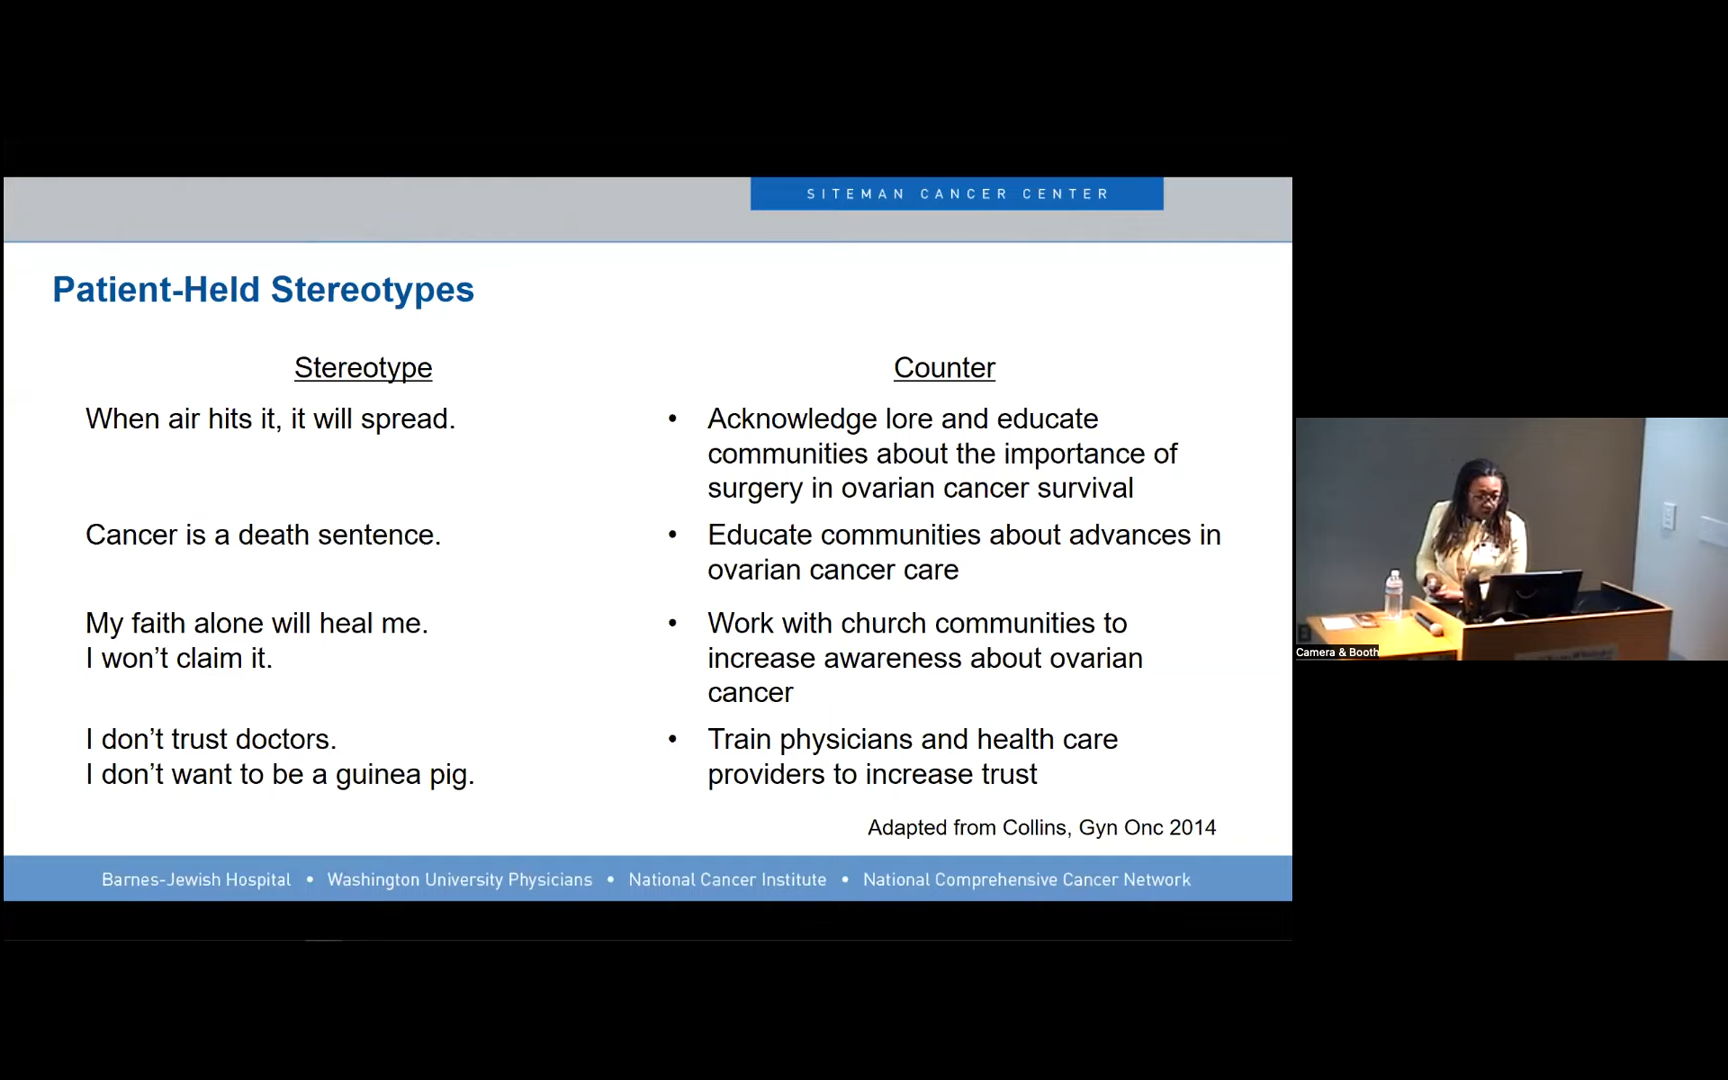 SITEMAN CANCER CENTER
Patient-Held Stereotypes
Stereotype
Counter
When air hits it, it will spread.
• Acknowledge lore and educate
communities about the importance of
surgery in ovarian cancer survival
Cancer is a death sentence.
• Educate communities about advances in
ovarian cancer care
My faith alone will heal me.
I won’t claim it.
• Work with church communities to
increase awareness about ovarian
cancer
I don’t trust doctors.
I don’t want to be a guinea pig.
• Train physicians and health care
providers to increase trust
Adapted from Collins, Gyn Onc 2014
Barnes-Jewish Hospital • Washington University Physicians • National Cancer Institute • National Comprehensive Cancer Network
Camera & Booth